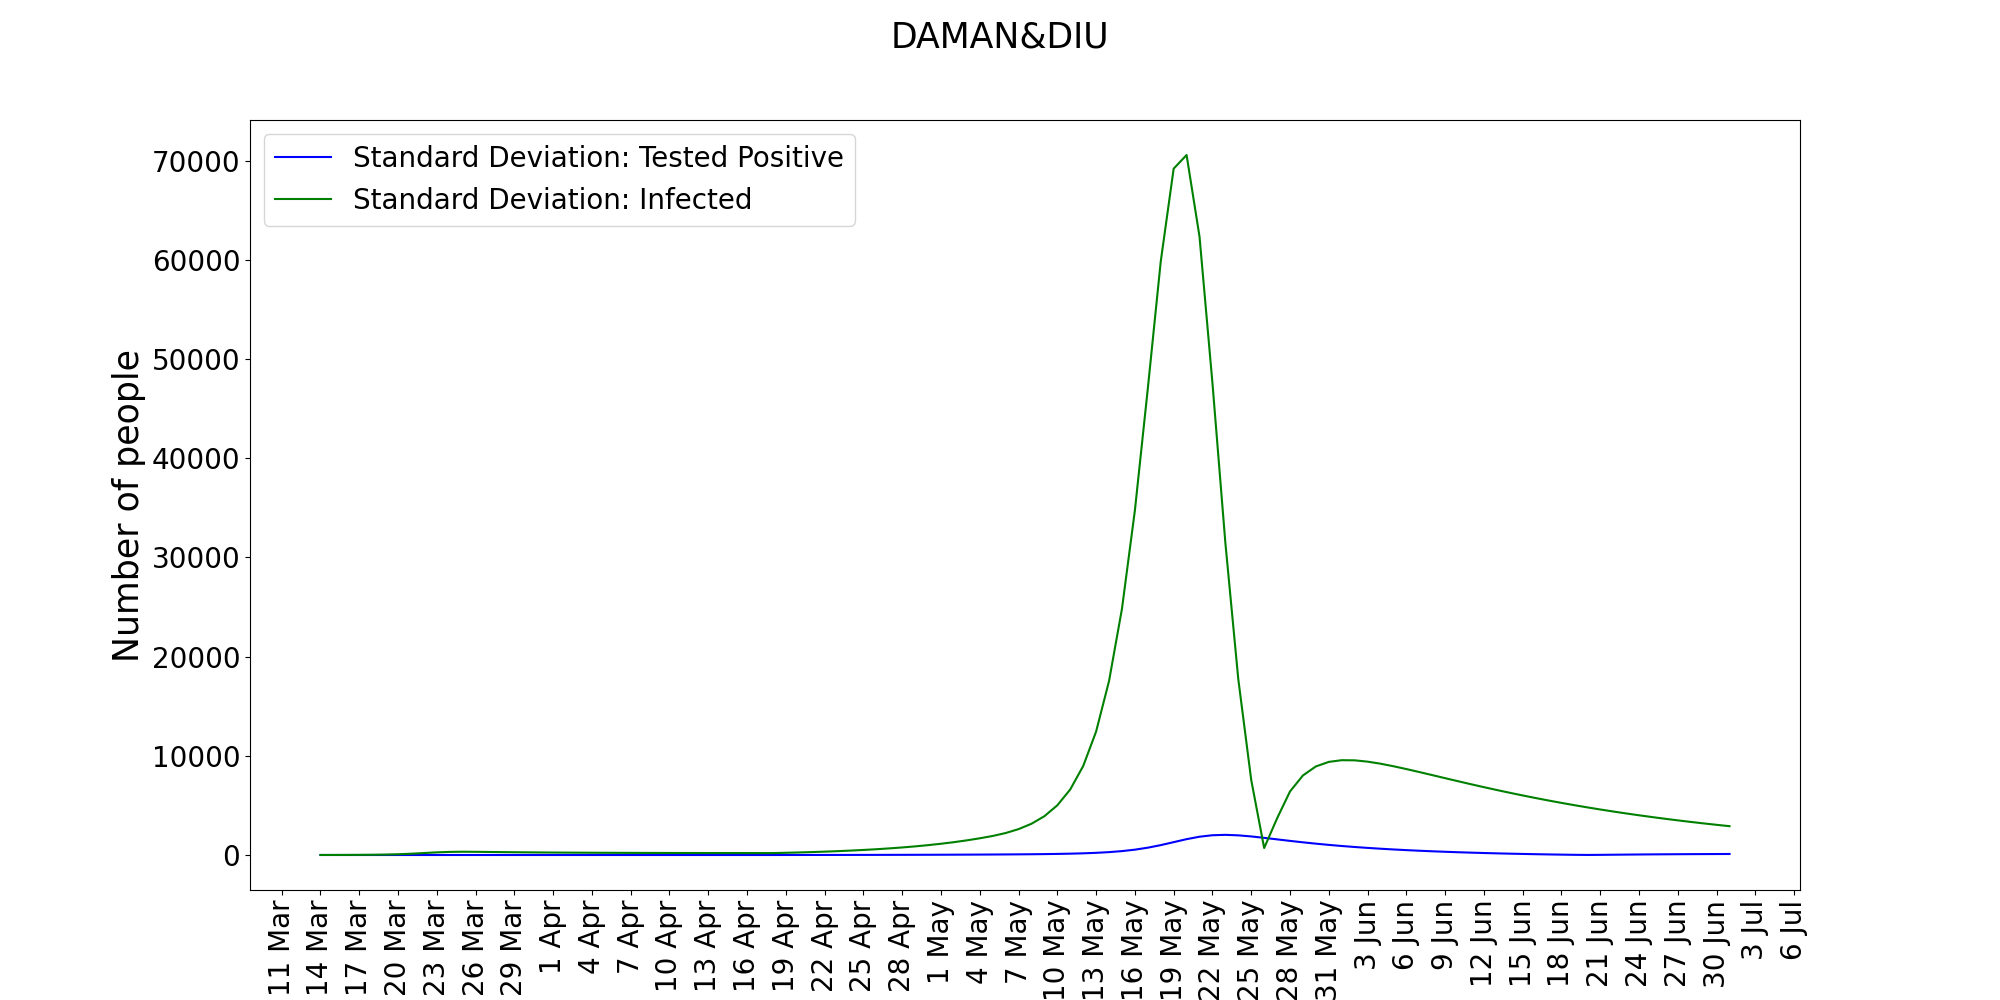 DAMAN&DIU
Standard Deviation: Tested Positive
Standard Deviation: Infected
Number of people
70000
60000
50000
40000
30000
20000
10000
0
11 Mar
14 Mar
17 Mar
20 Mar
23 Mar
26 Mar
29 Mar
1 Apr
4 Apr
7 Apr
10 Apr
13 Apr
16 Apr
19 Apr
22 Apr
25 Apr
28 Apr
1 May
4 May
7 May
10 May
13 May
16 May
19 May
22 May
25 May
28 May
31 May
3 Jun
6 Jun
9 Jun
12 Jun
15 Jun
18 Jun
21 Jun
24 Jun
27 Jun
30 Jun
3 Jul
6 Jul